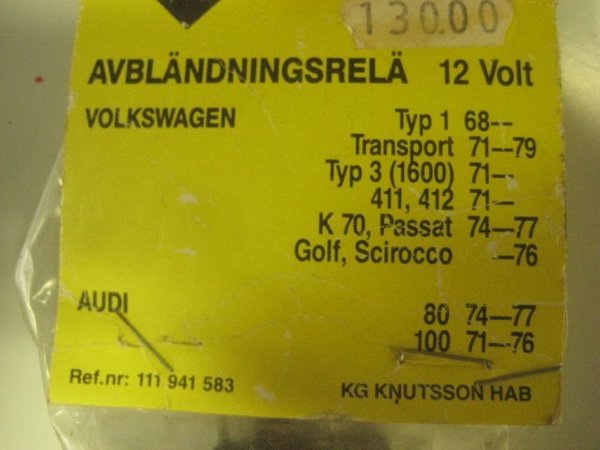 130.00
AVBLÄNDNINGSRELÄ 12 Volt
VOLKSWAGEN Typ 1 68—
Transport 71—79
Typ 3 (1600) 71—
411, 412 71—
K 70, Passat 74—77
Golf, Scirocco —76
AUDI 80 74—77
100 71—76
Ref.nr: 111 941 583 KG KNUTSSON HAB